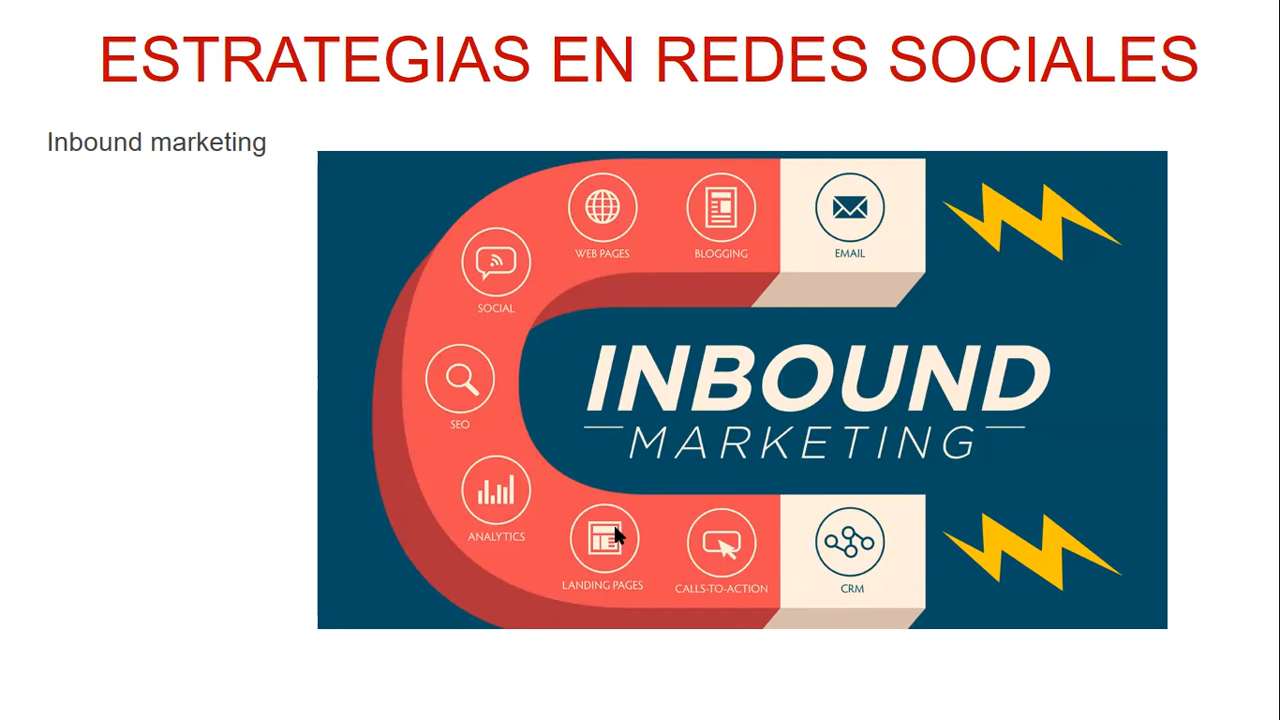 ESTRATEGIAS EN REDES SOCIALES
Inbound marketing
WEB PAGES
BLOGGING
EMAIL
SOCIAL
SEO
INBOUND
MARKETING
ANALYTICS
LANDING PAGES
CALLS-TO-ACTION
CRM